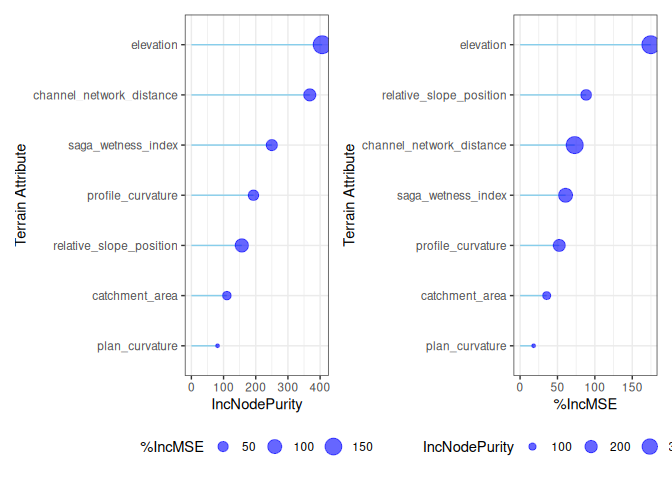 Terrain Attribute
elevation
channel_network_distance
saga_wetness_index
profile_curvature
relative_slope_position
catchment_area
plan_curvature
0 100 200 300 400
IncNodePurity
%IncMSE 50 100 150
Terrain Attribute
elevation
relative_slope_position
channel_network_distance
saga_wetness_index
profile_curvature
catchment_area
plan_curvature
0 50 100 150
%IncMSE
IncNodePurity 100 200